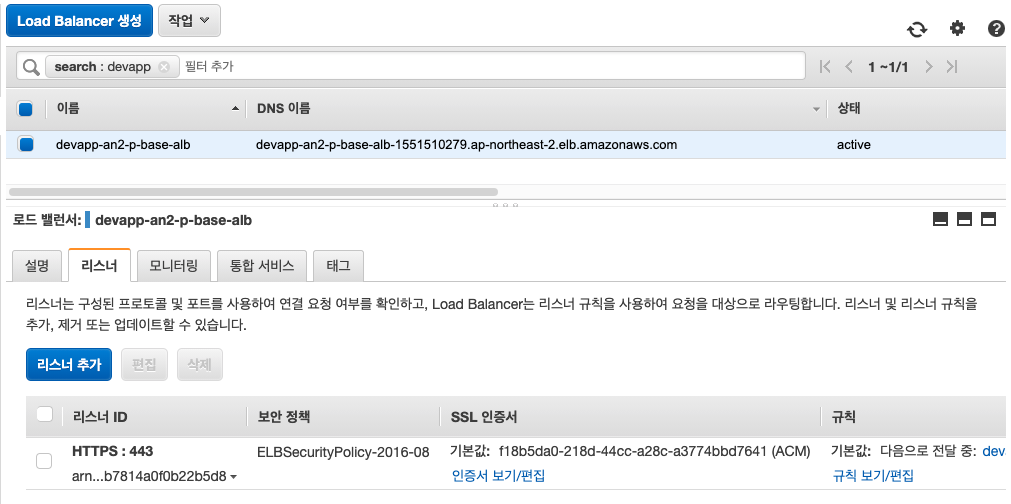 Load Balancer 생성 작업
search : devapp 필터 추가 1 ~1/1
이름 DNS 이름 상태
devapp-an2-p-base-alb devapp-an2-p-base-alb-1551510279.ap-northeast-2.elb.amazonaws.com active
로드 밸런서: devapp-an2-p-base-alb
설명 리스너 모니터링 통합 서비스 태그
리스너는 구성된 프로토콜 및 포트를 사용하여 연결 요청 여부를 확인하고, Load Balancer는 리스너 규칙을 사용하여 요청을 대상으로 라우팅합니다. 리스너 및 리스너 규칙을
추가, 제거 또는 업데이트할 수 있습니다.
리스너 추가 편집 삭제
리스너 ID 보안 정책 SSL 인증서 규칙
HTTPS : 443 ELBSecurityPolicy-2016-08 기본값: f18b5da0-218d-44cc-a28c-a3774bbd7641 (ACM) 기본값: 다음으로 전달 중: dev
arn...b7814a0f0b22b5d8 인증서 보기/편집 규칙 보기/편집